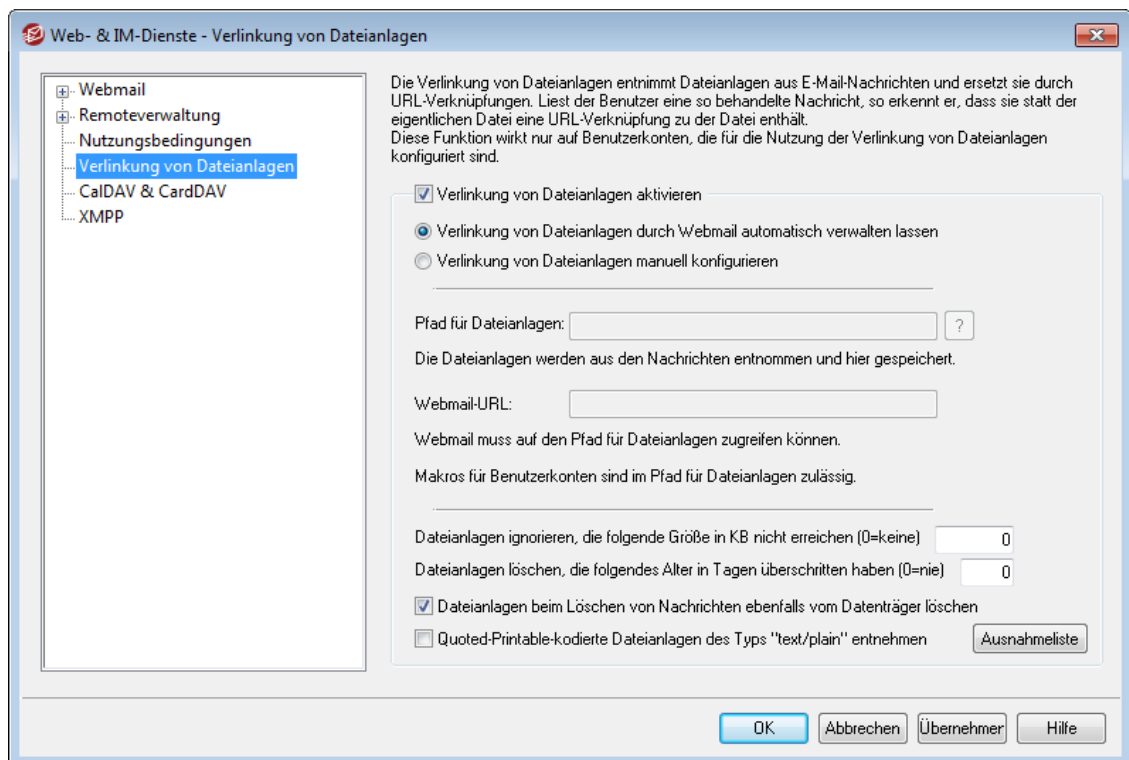 Web- & IM-Dienste - Verlinkung von Dateianlagen
Webmail
Remoteverwaltung
Nutzungsbedingungen
Verlinkung von Dateianlagen
CalDAV & CardDAV
XMPP
Die Verlinkung von Dateianlagen entnimmt Dateianlagen aus E-Mail-Nachrichten und ersetzt sie durch
URL-Verknüpfungen. Liest der Benutzer eine so behandelte Nachricht, so erkennt er, dass sie statt der
eigentlichen Datei eine URL-Verknüpfung zu der Datei enthält.
Diese Funktion wirkt nur auf Benutzerkonten, die für die Nutzung der Verlinkung von Dateianlagen
konfiguriert sind.
Verlinkung von Dateianlagen aktivieren
Verlinkung von Dateianlagen durch Webmail automatisch verwalten lassen
Verlinkung von Dateianlagen manuell konfigurieren
Pfad für Dateianlagen: ?
Die Dateianlagen werden aus den Nachrichten entnommen und hier gespeichert.
Webmail-URL:
Webmail muss auf den Pfad für Dateianlagen zugreifen können.
Makros für Benutzerkonten sind im Pfad für Dateianlagen zulässig.
Dateianlagen ignorieren, die folgende Größe in KB nicht erreichen (0=keine) 0
Dateianlagen löschen, die folgendes Alter in Tagen überschritten haben (0=nie) 0
Dateianlagen beim Löschen von Nachrichten ebenfalls vom Datenträger löschen
Quoted-Printable-kodierte Dateianlagen des Typs "text/plain" entnehmen Ausnahmeliste
OK Abbrechen Übernehmer Hilfe